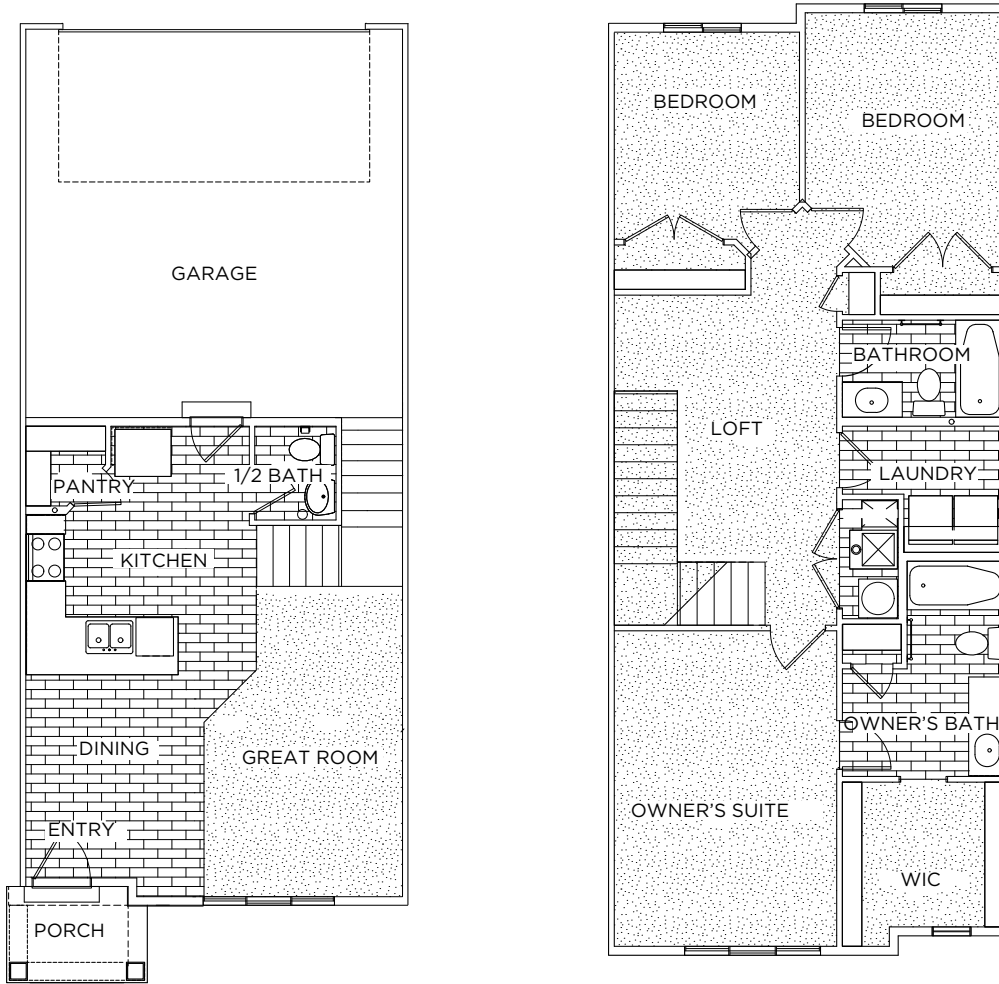 GARAGE
PANTRY
1/2 BATH
KITCHEN
DINING
GREAT ROOM
ENTRY
PORCH
BEDROOM
BEDROOM
BATHROOM
LOFT
LAUNDRY
OWNER'S BATH
OWNER'S SUITE
WIC